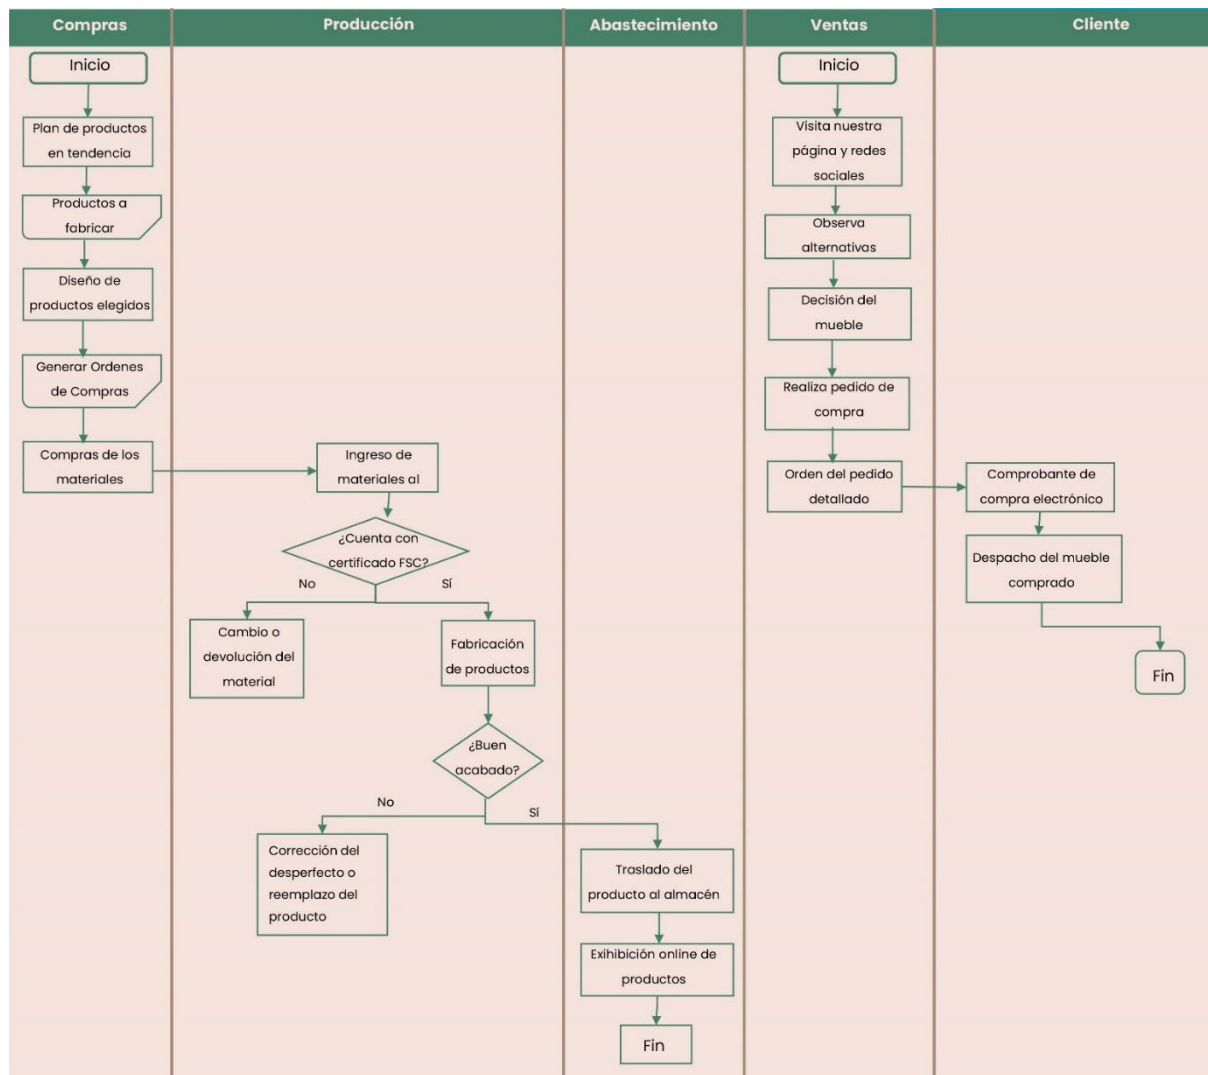 Compras
Producción
Abastecimiento
Ventas
Cliente
Inicio
Plan de productos
en tendencia
Productos a
fabricar
Diseño de
productos elegidos
Generar Ordenes
de Compras
Compras de los
materiales
Ingreso de
materiales al
¿Cuenta con
certificado FSC?
No
Sí
Cambio o
devolución del
material
Fabricación
de productos
¿Buen
acabado?
No
Sí
Corrección del
desperfecto o
reemplazo del
producto
Traslado del
producto al almacén
Exihibición online de
productos
Fin
Inicio
Visita nuestra
página y redes
sociales
Observa
alternativas
Decisión del
mueble
Realiza pedido de
compra
Orden del pedido
detallado
Comprobante de
compra electrónico
Despacho del mueble
comprado
Fin